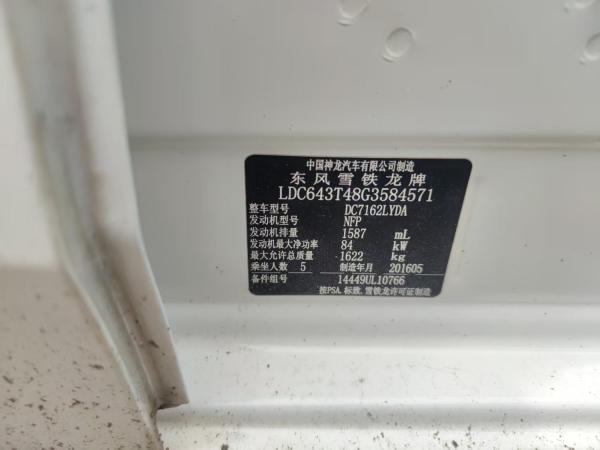 中国神龙汽车有限公司制造
东风雪铁龙牌
LDC643T48G3584571
整车型号 DC7162LYDA
发动机型号 NFP
发动机排量 1587 mL
发动机最大净功率 84 kW
最大允许总质量 1622 kg
乘坐人数 5 制造年月 201605
备件组号 14449UL10766
按PSA.标致.雪铁龙许可证制造